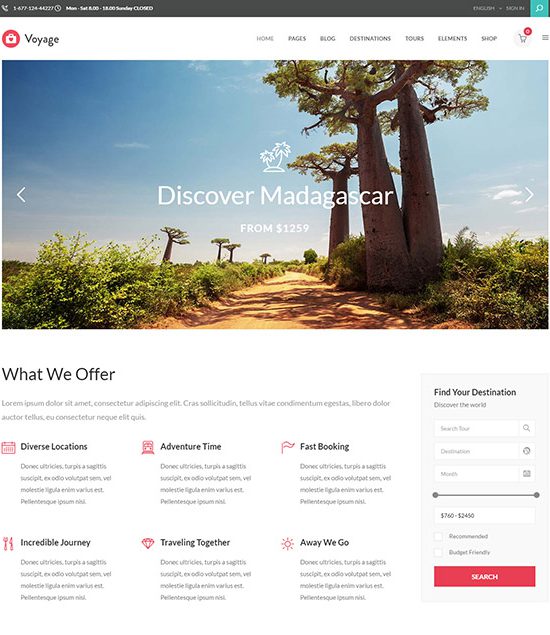 1-677-124-44227 Mon - Sat 8.00 - 18.00 Sunday CLOSED ENGLISH SIGN IN
Voyage HOME PAGES BLOG DESTINATIONS TOURS ELEMENTS SHOP 0
Discover Madagascar
FROM $1259
What We Offer
Lorem ipsum dolor sit amet, consectetur adipiscing elit. Cras sollicitudin, tellus vitae condimentum egestas, libero dolor
auctor tellus, eu consectetur neque elit quis.
Diverse Locations
Donec ultricies, turpis a sagittis
suscipit, ex odio volutpat sem, vel
molestie ligula enim varius est.
Pellentesque ipsum nisi.
Adventure Time
Donec ultricies, turpis a sagittis
suscipit, ex odio volutpat sem, vel
molestie ligula enim varius est.
Pellentesque ipsum nisi.
Fast Booking
Donec ultricies, turpis a sagittis
suscipit, ex odio volutpat sem, vel
molestie ligula enim varius est.
Pellentesque ipsum nisi.
Incredible Journey
Donec ultricies, turpis a sagittis
suscipit, ex odio volutpat sem, vel
molestie ligula enim varius est.
Pellentesque ipsum nisi.
Traveling Together
Donec ultricies, turpis a sagittis
suscipit, ex odio volutpat sem, vel
molestie ligula enim varius est.
Pellentesque ipsum nisi.
Away We Go
Donec ultricies, turpis a sagittis
suscipit, ex odio volutpat sem, vel
molestie ligula enim varius est.
Pellentesque ipsum nisi.
Find Your Destination
Discover the world
Search Tour
Destination
Month
$760 - $2450
Recommended
Budget Friendly
SEARCH